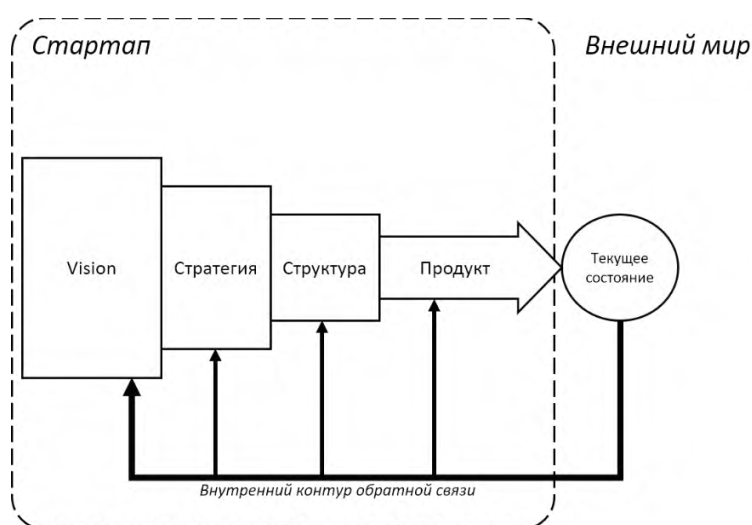 Стартап
Внешний мир
Vision
Стратегия
Структура
Продукт
Текущее
состояние
Внутренний контур обратной связи